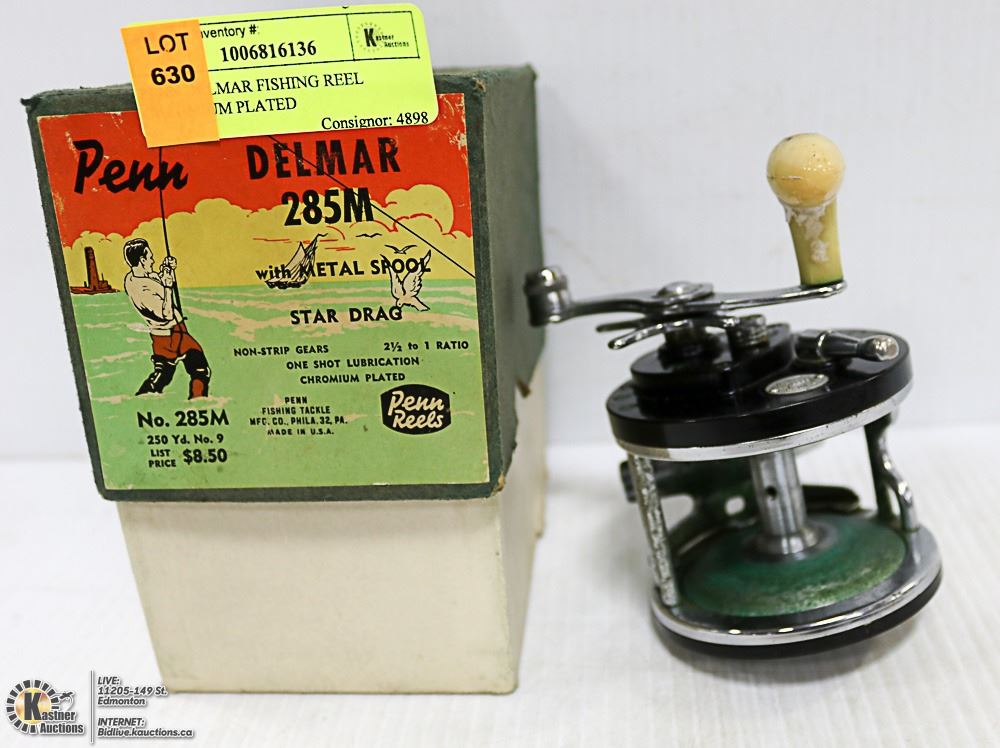 LOT
630
nventory #:
1006816136
Kastner
Auctions
LMAR FISHING REEL
UM PLATED
Consignor: 4898
Penn
DELMAR
285M
with METAL SPOOL
STAR DRAG
NON-STRIP GEARS 2½ to 1 RATIO
ONE SHOT LUBRICATION
CHROMIUM PLATED
No. 285M
250 Yd. No. 9
LIST
PRICE $8.50
PENN
FISHING TACKLE
MFG. CO., PHILA. 32, PA.
MADE IN U.S.A.
Penn
Reels
Kastner
Auctions
LIVE:
11205-149 St.
Edmonton
INTERNET:
Bidlive.kauctions.ca